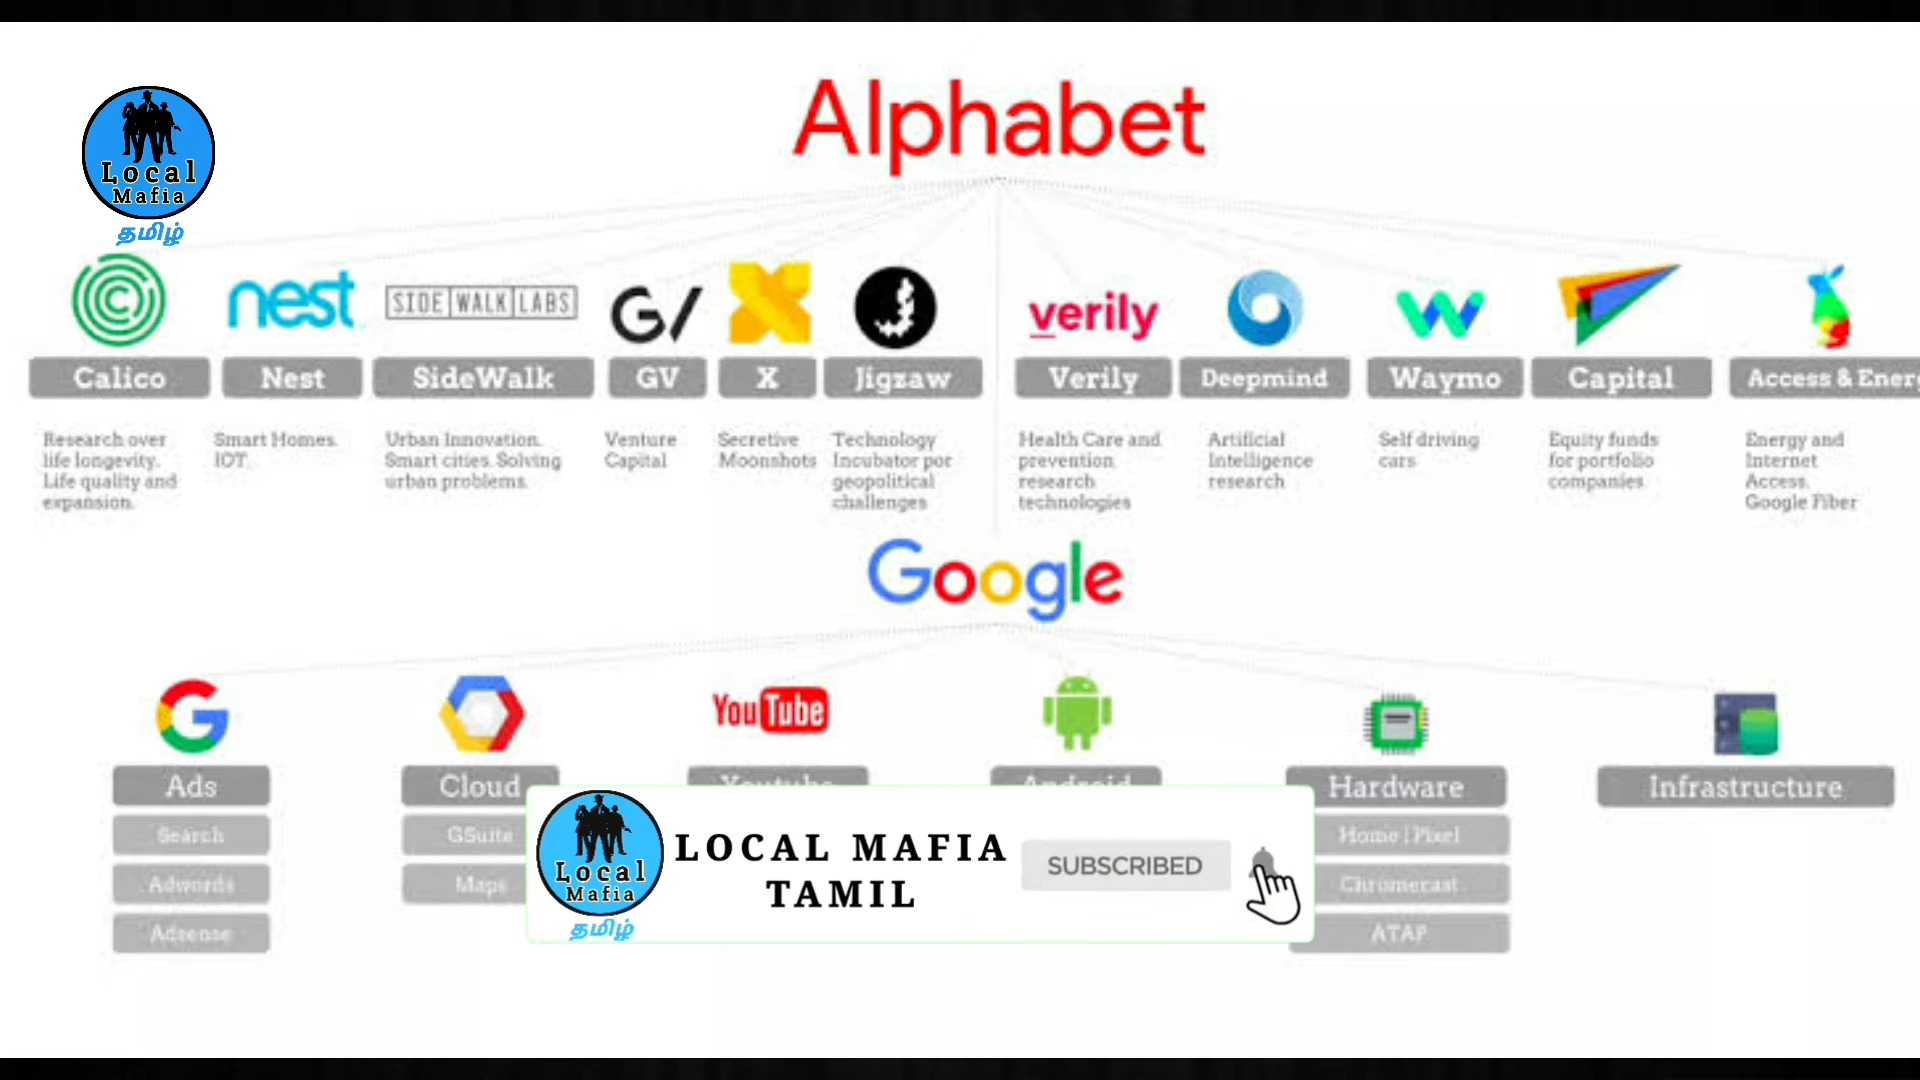 Alphabet
Local
Mafia
தமிழ்
nest
SIDE WALK LABS
G/
verily
Calico
Nest
SideWalk
GV
X
Jigzaw
Verily
Deepmind
Waymo
Capital
Access & Energ
Research over
life longevity.
Life quality and
expansion.
Smart Homes.
IOT
Urban Innovation.
Smart cities. Solving
urban problems.
Venture
Capital
Secretive
Moonshots
Technology
Incubator por
geopolitical
challenges
Health Care and
prevention
research
technologies
Artificial
Intelligence
research
Self driving
cars
Equity funds
for portfolio
companies
Energy and
Internet
Access.
Google Fiber
Google
G
YouTube
Ads
Cloud
Youtube
Android
Hardware
Infrastructure
Search
GSuite
Home | Pixel
Adwords
Maps
Chromecast
Adsense
ATAP
Local
Mafia
தமிழ்
LOCAL MAFIA
TAMIL
SUBSCRIBED